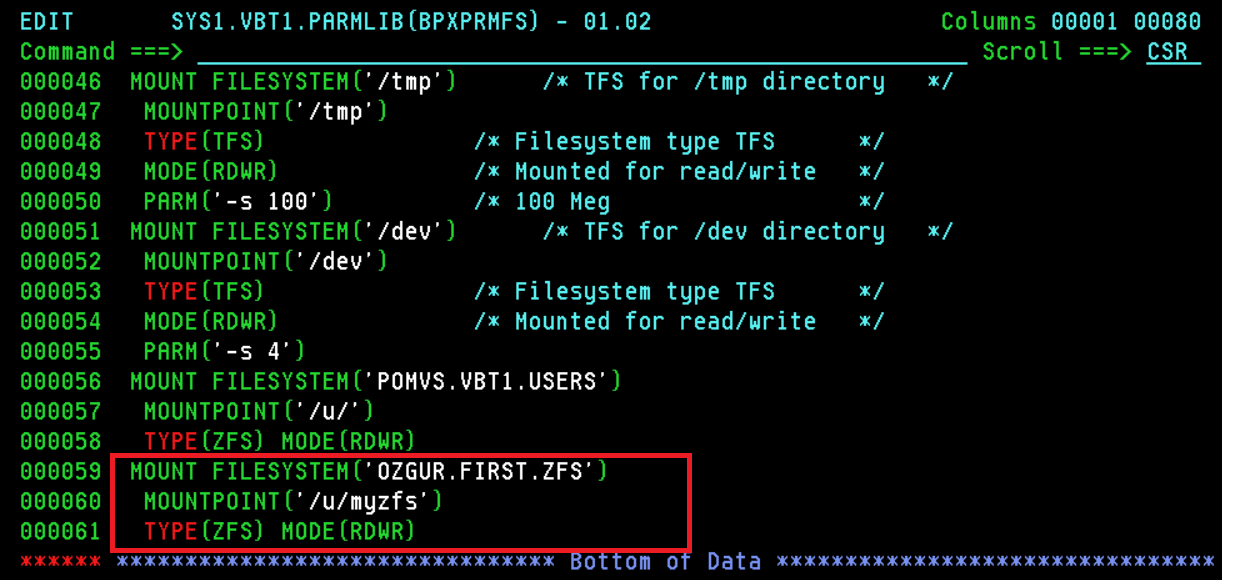 EDIT       SYS1.VBT1.PARMLIB(BPXPRMFS) - 01.02                     Columns 00001 00080
Command ===>                                                          Scroll ===> CSR
000046  MOUNT FILESYSTEM('/tmp')      /* TFS for /tmp directory   */
000047   MOUNTPOINT('/tmp')
000048   TYPE(TFS)               /* Filesystem type TFS      */
000049   MODE(RDWR)              /* Mounted for read/write   */
000050   PARM('-s 100')          /* 100 Meg                  */
000051  MOUNT FILESYSTEM('/dev')      /* TFS for /dev directory   */
000052   MOUNTPOINT('/dev')
000053   TYPE(TFS)               /* Filesystem type TFS      */
000054   MODE(RDWR)              /* Mounted for read/write   */
000055   PARM('-s 4')
000056  MOUNT FILESYSTEM('POMVS.VBT1.USERS')
000057   MOUNTPOINT('/u/')
000058   TYPE(ZFS) MODE(RDWR)
000059  MOUNT FILESYSTEM('OZGUR.FIRST.ZFS')
000060   MOUNTPOINT('/u/myzfs')
000061   TYPE(ZFS) MODE(RDWR)
****** ******************************** Bottom of Data ********************************